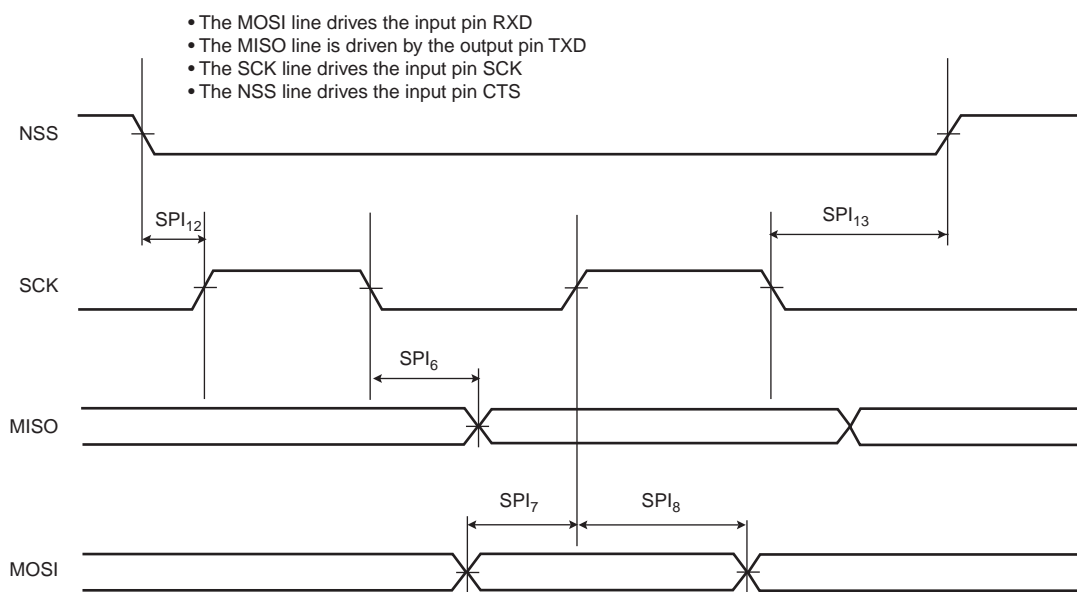 • The MOSI line drives the input pin RXD
• The MISO line is driven by the output pin TXD
• The SCK line drives the input pin SCK
• The NSS line drives the input pin CTS
NSS
SPI12
SPI13
SCK
SPI6
MISO
SPI7
SPI8
MOSI